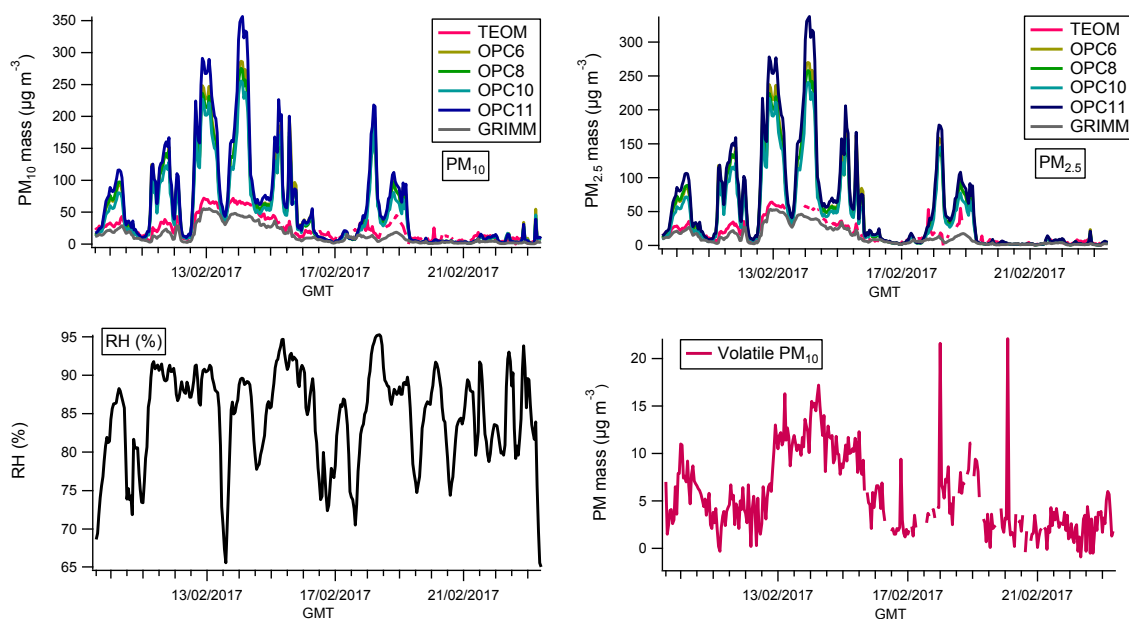 PM10 mass (µg m⁻³)
350
300
250
200
150
100
50
0
TEOM
OPC6
OPC8
OPC10
OPC11
GRIMM
PM10
13/02/2017
17/02/2017
21/02/2017
GMT
PM2.5 mass (µg m⁻³)
300
250
200
150
100
50
0
TEOM
OPC6
OPC8
OPC10
OPC11
GRIMM
PM2.5
13/02/2017
17/02/2017
21/02/2017
GMT
RH (%)
RH (%)
95
90
85
80
75
70
65
13/02/2017
17/02/2017
21/02/2017
GMT
PM mass (µg m⁻³)
Volatile PM10
20
15
10
5
0
13/02/2017
17/02/2017
21/02/2017
GMT